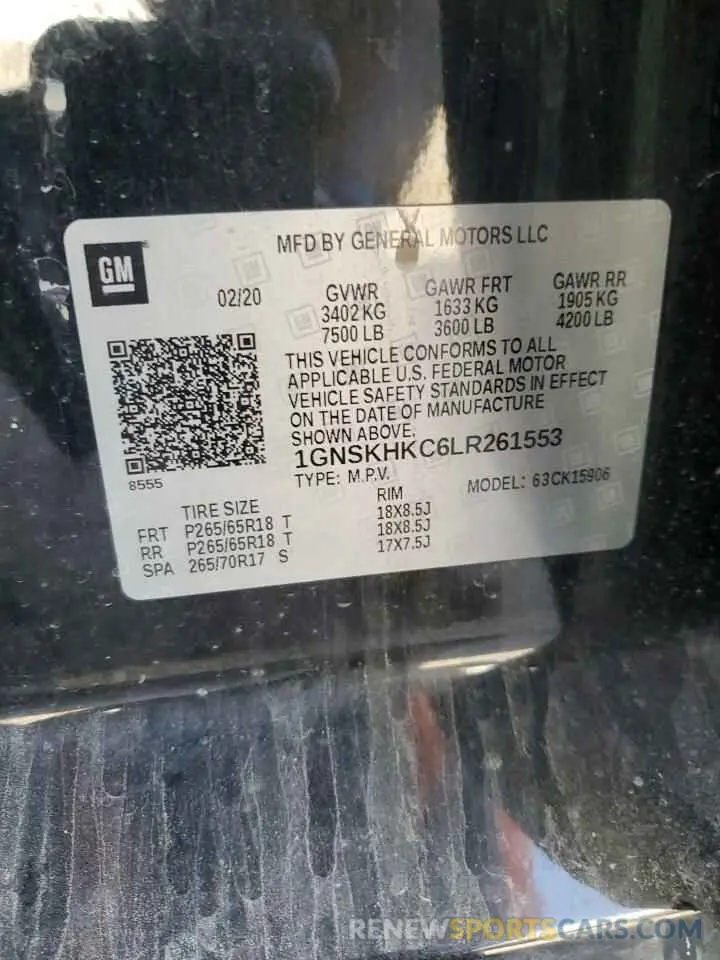 MFD BY GENERAL MOTORS LLC
GM
02/20
GVWR GAWR FRT GAWR RR
3402 KG 1633 KG 1905 KG
7500 LB 3600 LB 4200 LB
THIS VEHICLE CONFORMS TO ALL
APPLICABLE U.S. FEDERAL MOTOR
VEHICLE SAFETY STANDARDS IN EFFECT
ON THE DATE OF MANUFACTURE
SHOWN ABOVE.
1GNSKHKC6LR261553
8555
TYPE: M.P.V. MODEL: 63CK15906
TIRE SIZE RIM
FRT P265/65R18 T 18X8.5J
RR P265/65R18 T 18X8.5J
SPA 265/70R17 S 17X7.5J
RENEWSPORTSCARS.COM